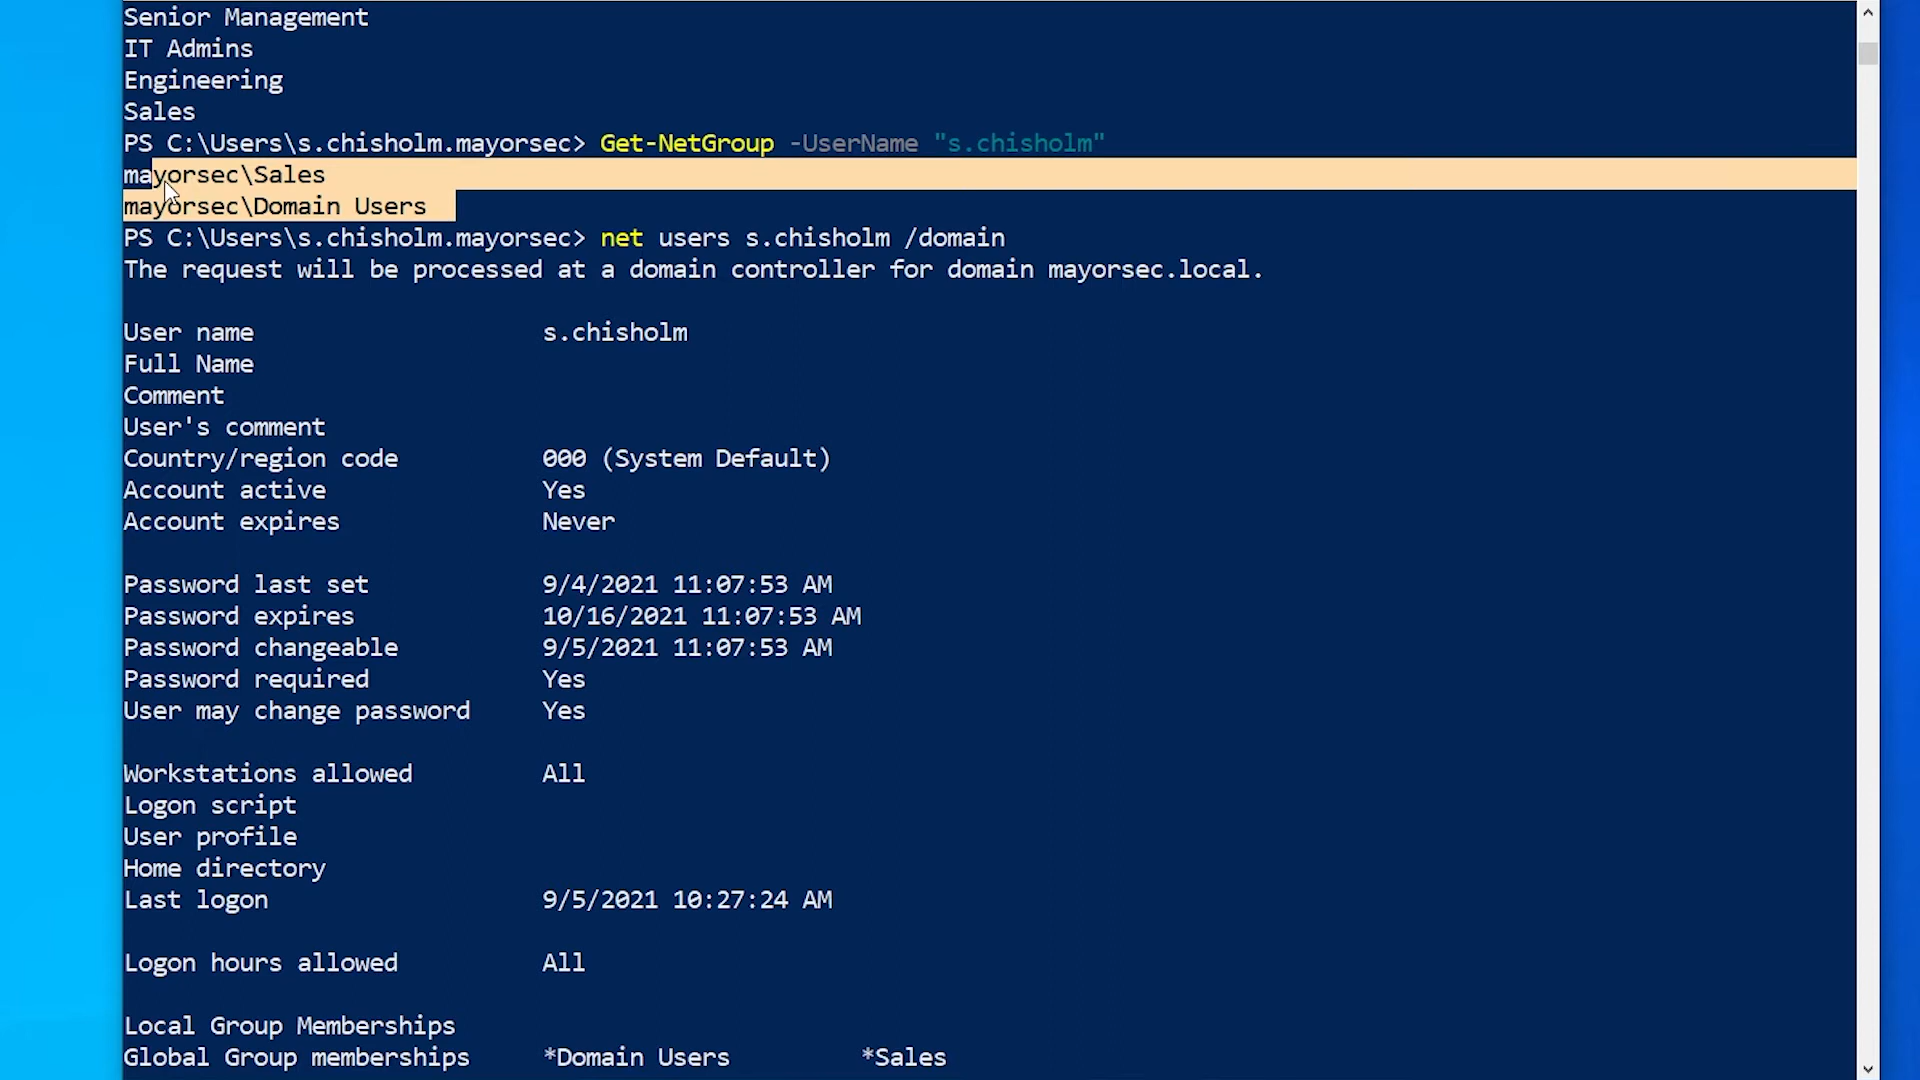 Senior Management
IT Admins
Engineering
Sales
PS C:\Users\s.chisholm.mayorsec> Get-NetGroup -UserName "s.chisholm"
mayorsec\Sales
mayorsec\Domain Users
PS C:\Users\s.chisholm.mayorsec> net users s.chisholm /domain
The request will be processed at a domain controller for domain mayorsec.local.
User name s.chisholm
Full Name
Comment
User's comment
Country/region code 000 (System Default)
Account active Yes
Account expires Never
Password last set 9/4/2021 11:07:53 AM
Password expires 10/16/2021 11:07:53 AM
Password changeable 9/5/2021 11:07:53 AM
Password required Yes
User may change password Yes
Workstations allowed All
Logon script
User profile
Home directory
Last logon 9/5/2021 10:27:24 AM
Logon hours allowed All
Local Group Memberships
Global Group memberships *Domain Users *Sales